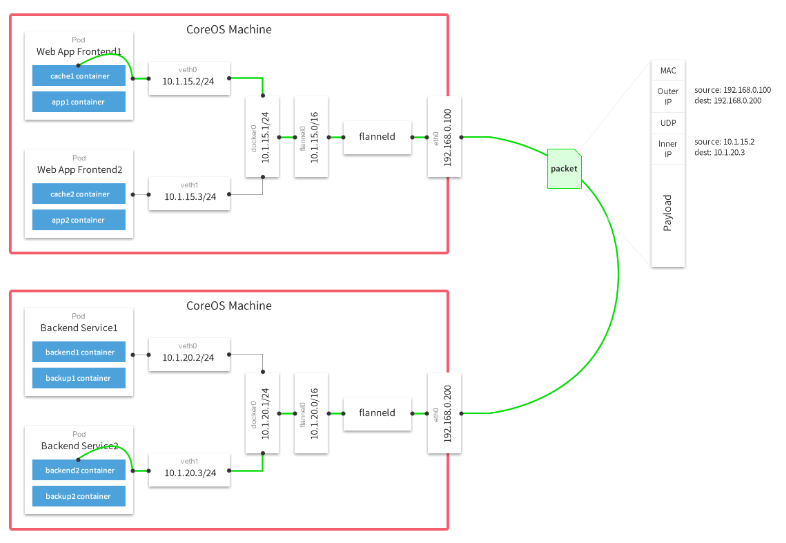 CoreOS Machine
Pod
Web App Frontend1
cache1 container
app1 container
veth0
10.1.15.2/24
Pod
Web App Frontend2
cache2 container
app2 container
veth1
10.1.15.3/24
docker0
10.1.15.1/24
flannel0
10.1.15.0/16
flanneld
eth0
192.168.0.100
packet
MAC
Outer
IP
source: 192.168.0.100
dest: 192.168.0.200
UDP
Inner
IP
source: 10.1.15.2
dest: 10.1.20.3
Payload
CoreOS Machine
Pod
Backend Service1
backend1 container
backup1 container
veth0
10.1.20.2/24
Pod
Backend Service2
backend2 container
backup2 container
veth1
10.1.20.3/24
docker0
10.1.20.1/24
flannel0
10.1.20.0/16
flanneld
eth0
192.168.0.200